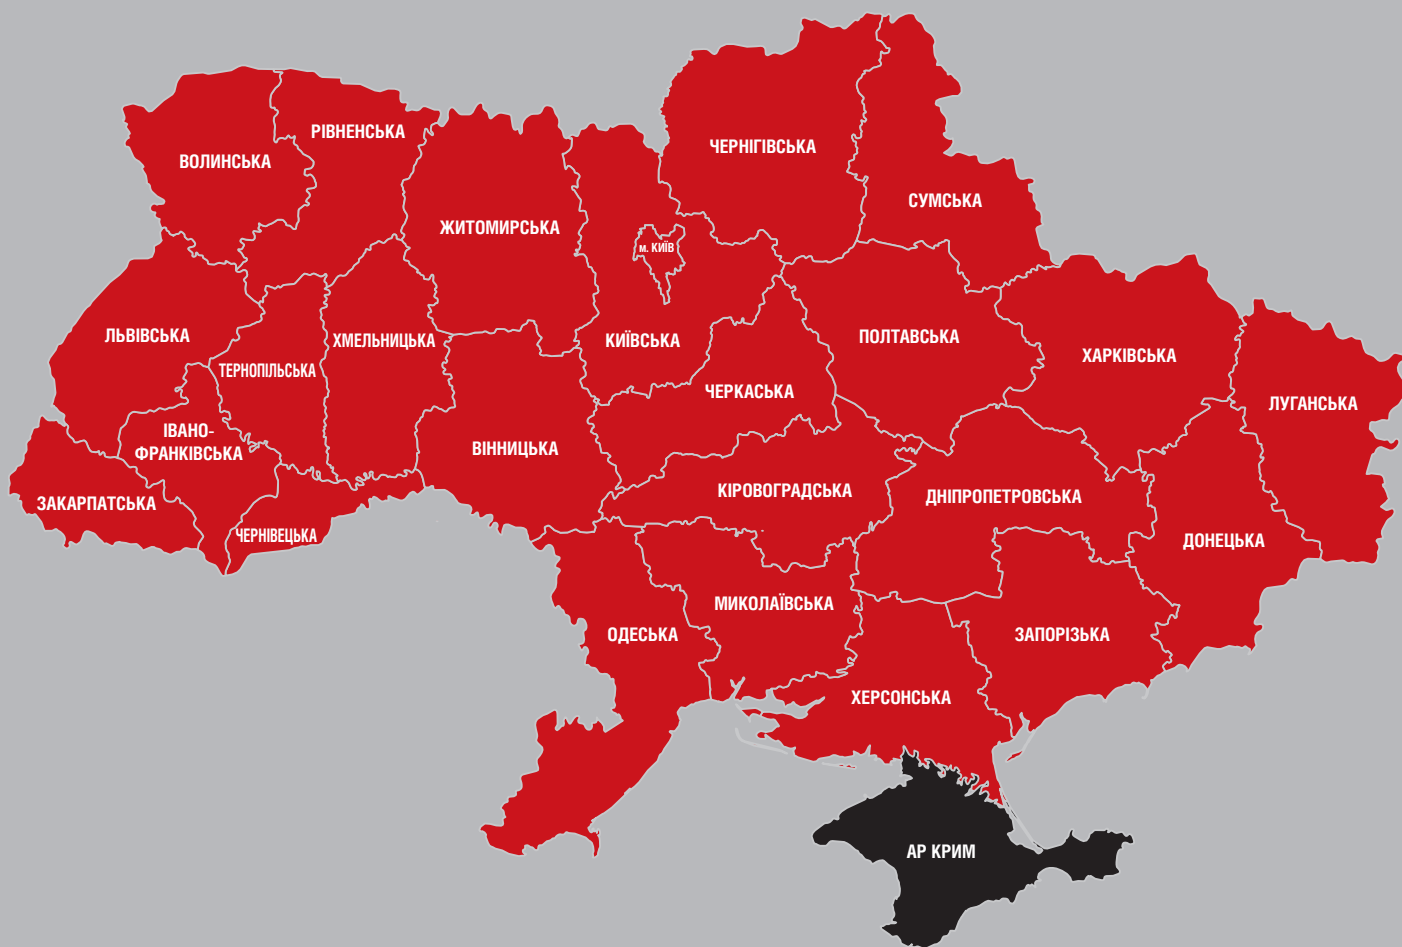 РІВНЕНСЬКА
ВОЛИНСЬКА
ЧЕРНІГІВСЬКА
СУМСЬКА
ЖИТОМИРСЬКА
м. КИЇВ
ЛЬВІВСЬКА
ХМЕЛЬНИЦЬКА
КИЇВСЬКА
ПОЛТАВСЬКА
ХАРКІВСЬКА
ТЕРНОПІЛЬСЬКА
ЧЕРКАСЬКА
ЛУГАНСЬКА
ІВАНО-
ФРАНКІВСЬКА
ВІННИЦЬКА
КІРОВОГРАДСЬКА
ДНІПРОПЕТРОВСЬКА
ЗАКАРПАТСЬКА
ЧЕРНІВЕЦЬКА
ДОНЕЦЬКА
МИКОЛАЇВСЬКА
ОДЕСЬКА
ЗАПОРІЗЬКА
ХЕРСОНСЬКА
АР КРИМ